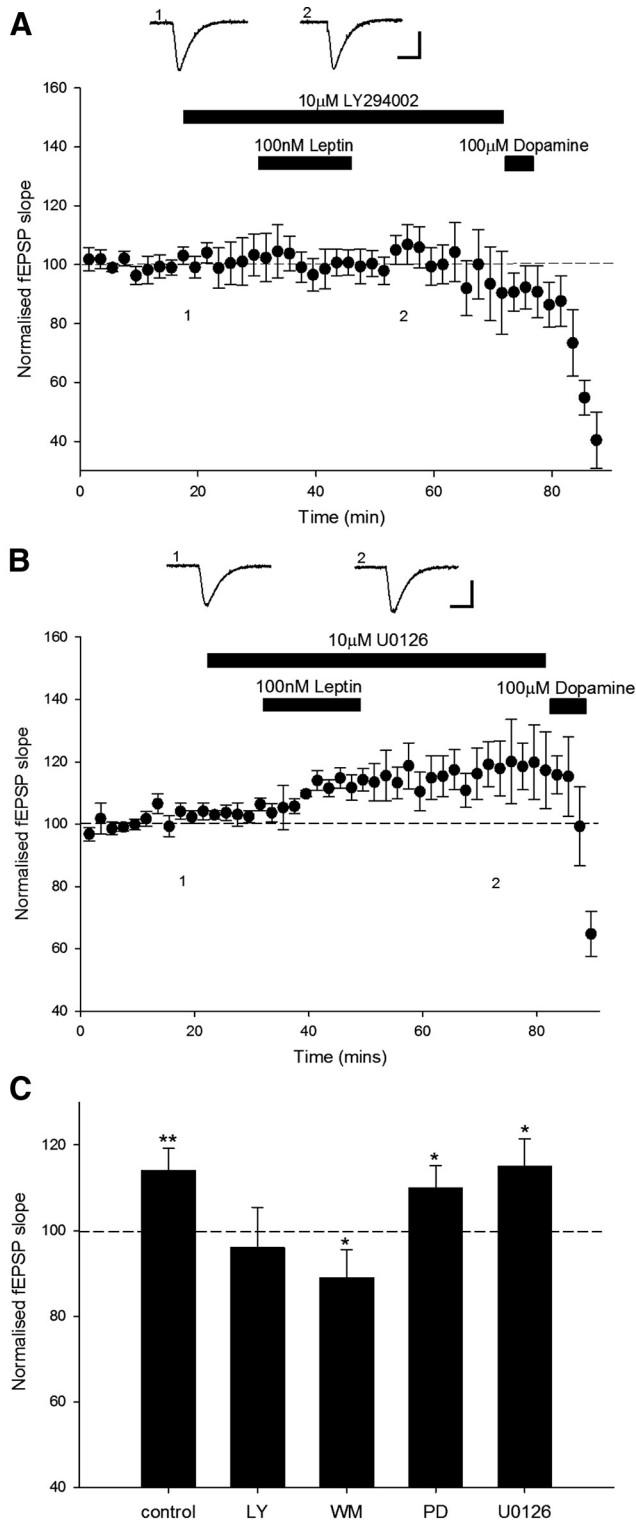 A
1 2
10µM LY294002
100nM Leptin 100µM Dopamine
160
140
120
100
80
60
40
1 2
Normalised fEPSP slope
0 20 40 60 80
Time (min)
B
1 2
10µM U0126
100nM Leptin 100µM Dopamine
160
140
120
100
80
60
40
1 2
Normalised fEPSP slope
0 20 40 60 80
Time (mins)
C
120
100
80
60
40
** * * *
Normalised fEPSP slope
control LY WM PD U0126